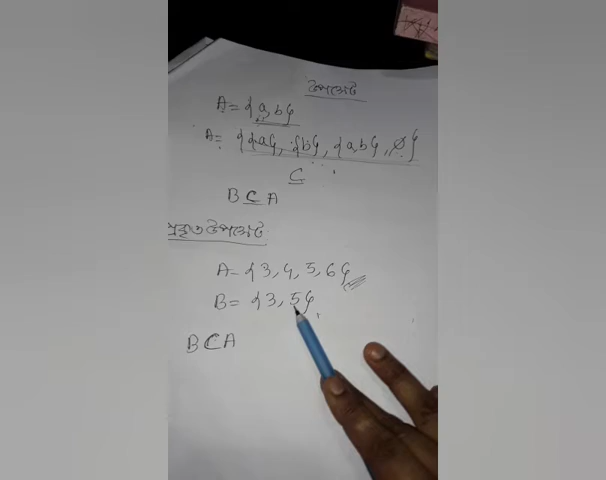 উপসেট
A = {a, b}
A = {{a}, {b}, {a, b}, ∅}
⊆
B ⊆ A
প্রকৃত উপসেট
A = {3, 4, 5, 6}
B = {3, 5}
B ⊂ A